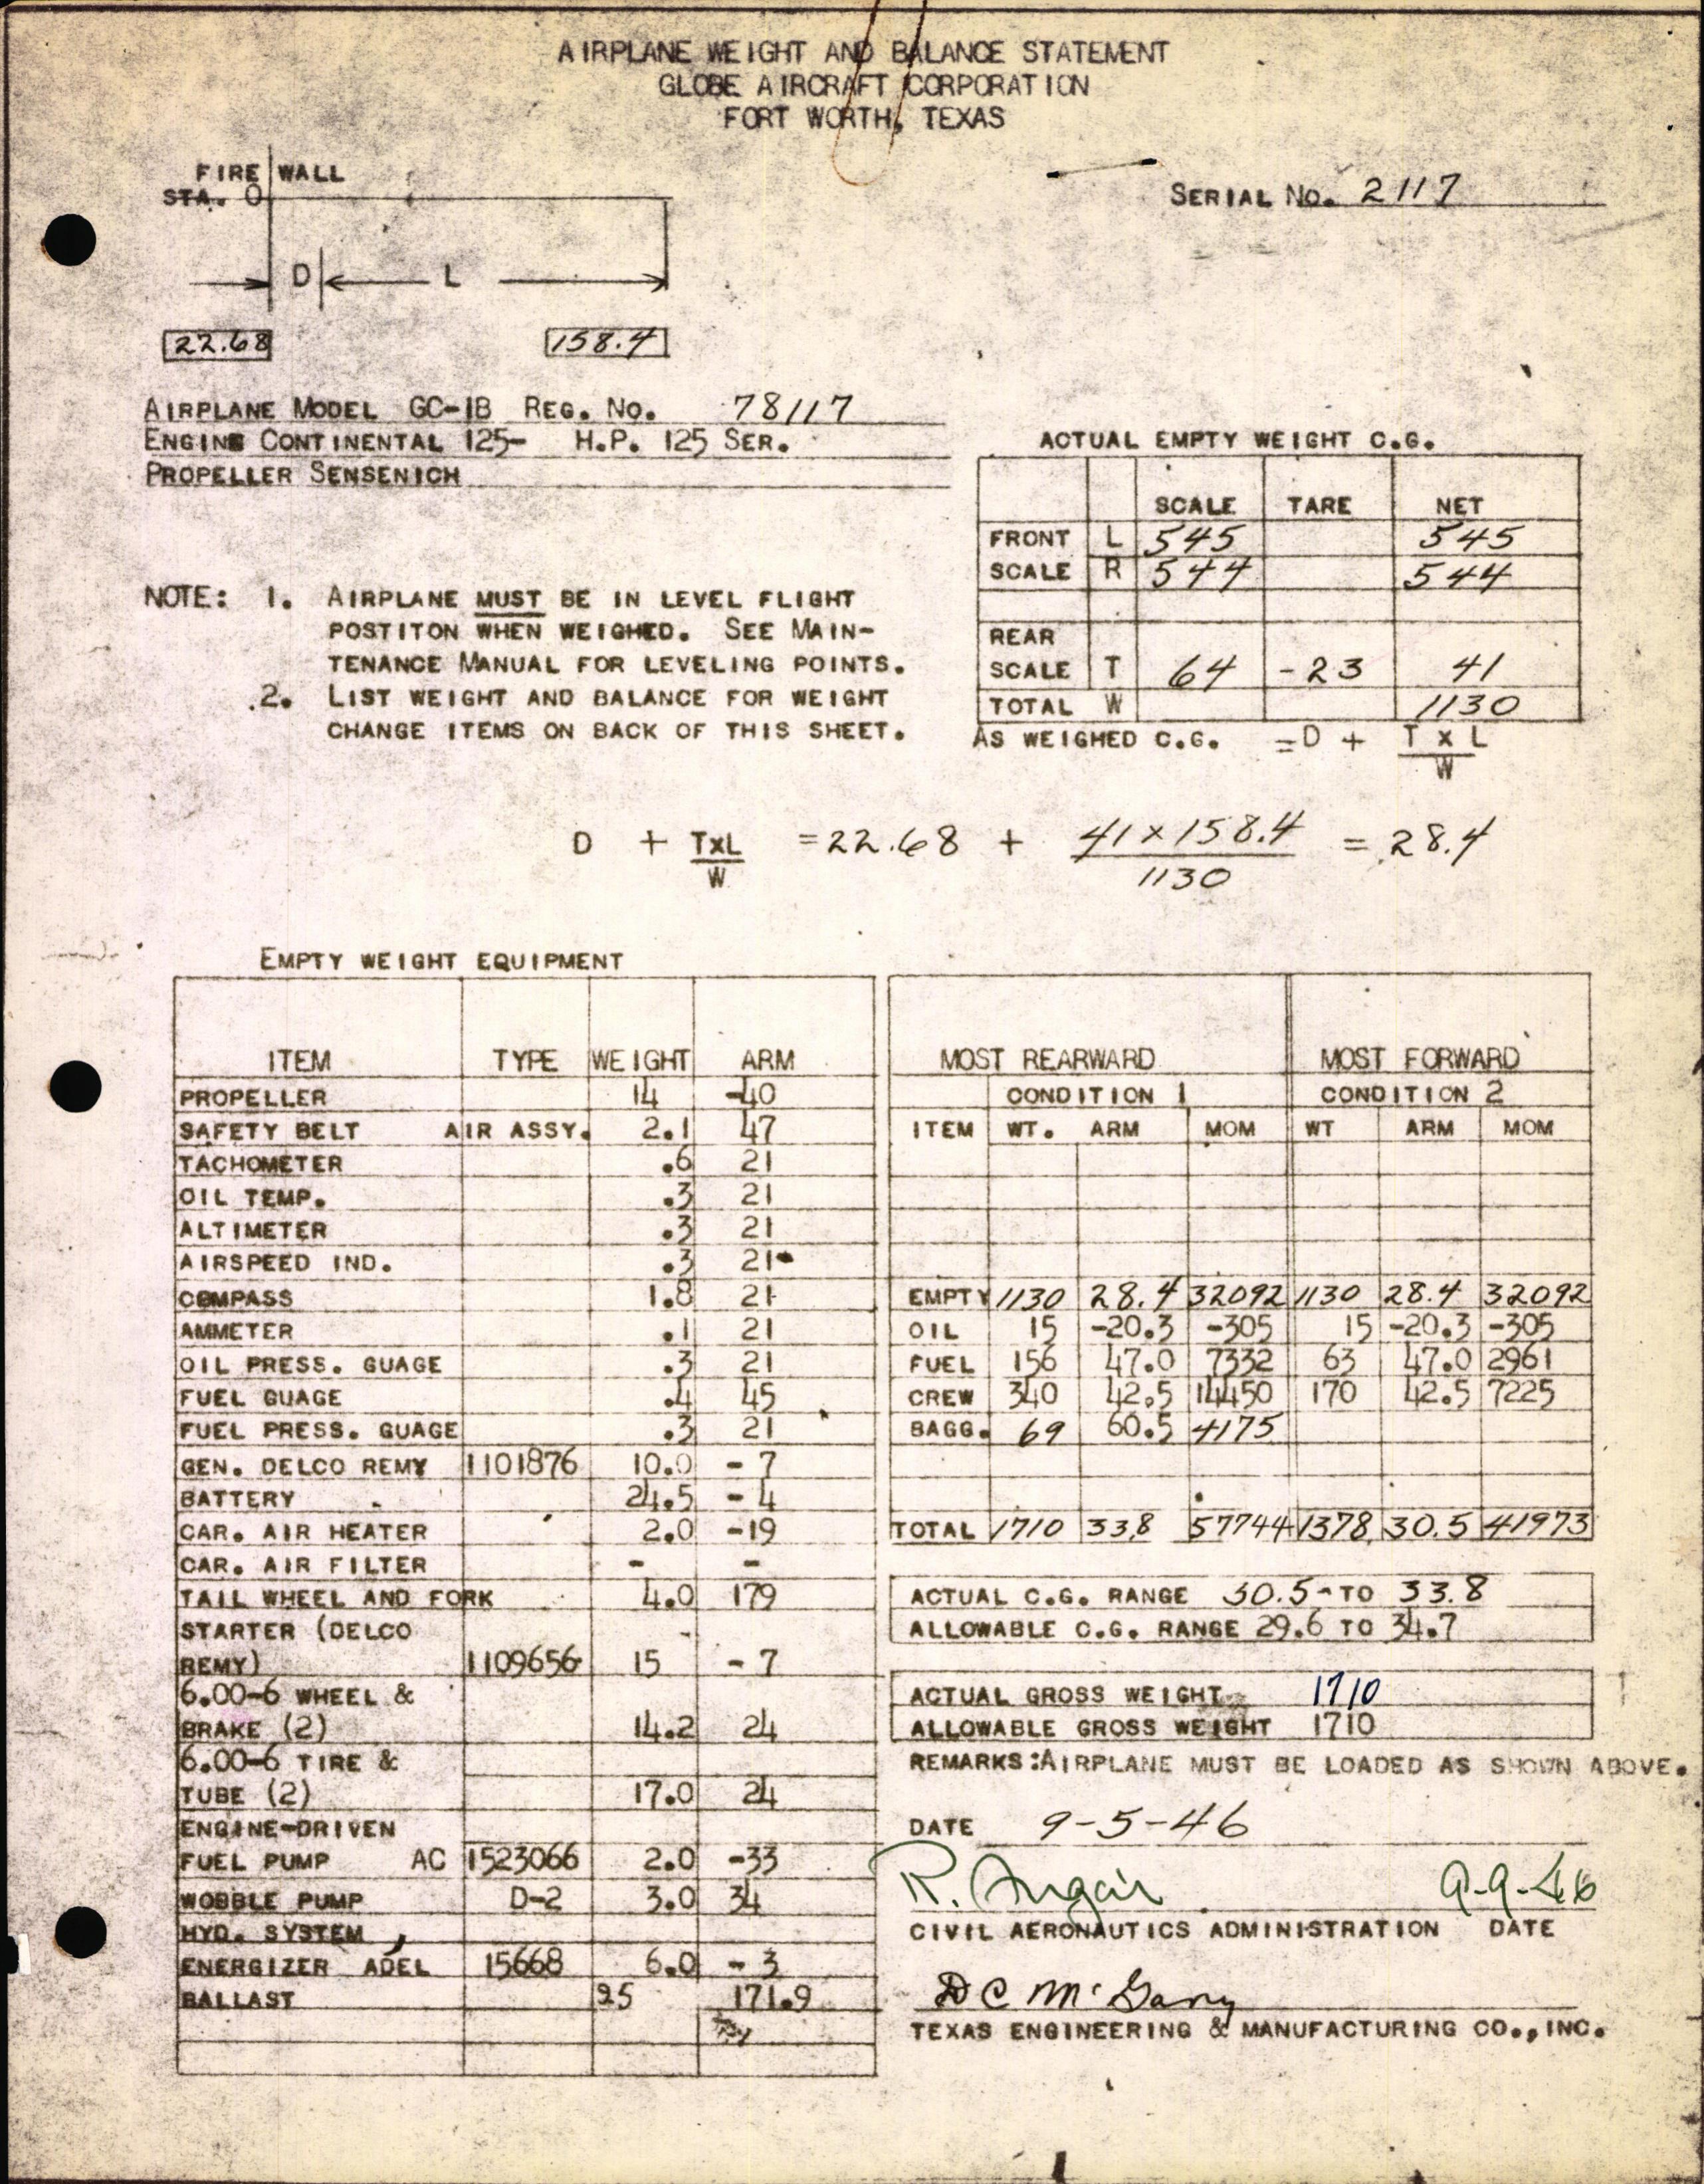 AIRPLANE WEIGHT AND BALANCE STATEMENT
GLOBE AIRCRAFT CORPORATION
FORT WORTH, TEXAS
FIRE WALL
STA. 0
SERIAL NO. 2117
D L
22.68 158.4
AIRPLANE MODEL GC-1B REG. NO. 78117
ENGINE CONTINENTAL 125- H.P. 125 SER.
PROPELLER SENSENICH
ACTUAL EMPTY WEIGHT C.G.
SCALE TARE NET
FRONT L 545 545
SCALE R 544 544
REAR
SCALE T 64 -23 41
TOTAL W 1130
AS WEIGHED C.G. =D + T x L
W
NOTE: 1. AIRPLANE MUST BE IN LEVEL FLIGHT
POSTITON WHEN WEIGHED. SEE MAIN-
TENANCE MANUAL FOR LEVELING POINTS.
2. LIST WEIGHT AND BALANCE FOR WEIGHT
CHANGE ITEMS ON BACK OF THIS SHEET.
D + TxL = 22.68 + 41 x 158.4 = 28.4
W 1130
EMPTY WEIGHT EQUIPMENT
ITEM TYPE WEIGHT ARM
PROPELLER 14 -40
SAFETY BELT AIR ASSY. 2.1 47
TACHOMETER .6 21
OIL TEMP. .3 21
ALTIMETER .3 21
AIRSPEED IND. .3 21
COMPASS 1.8 21
AMMETER .1 21
OIL PRESS. GUAGE .3 21
FUEL GUAGE .4 45
FUEL PRESS. GUAGE .3 21
GEN. DELCO REMY 1101876 10.0 - 7
BATTERY 24.5 - 4
CAR. AIR HEATER 2.0 -19
CAR. AIR FILTER - -
TAIL WHEEL AND FORK 4.0 179
STARTER (DELCO
REMY) 1109656 15 - 7
6.00-6 WHEEL &
BRAKE (2) 14.2 24
6.00-6 TIRE &
TUBE (2) 17.0 24
ENGINE-DRIVEN
FUEL PUMP AC 1523066 2.0 -33
WOBBLE PUMP D-2 3.0 34
HYD. SYSTEM
ENERGIZER ADEL 15668 6.0 - 3
BALLAST 25 171.9
MOST REARWARD MOST FORWARD
CONDITION 1 CONDITION 2
ITEM WT. ARM MOM WT ARM MOM
EMPTY 1130 28.4 32092 1130 28.4 32092
OIL 15 -20.3 -305 15 -20.3 -305
FUEL 156 47.0 7332 63 47.0 2961
CREW 340 42.5 14450 170 42.5 7225
BAGG. 69 60.5 4175
TOTAL 1710 33.8 57744 1378 30.5 41973
ACTUAL C.G. RANGE 30.5 - TO 33.8
ALLOWABLE C.G. RANGE 29.6 TO 34.7
ACTUAL GROSS WEIGHT 1710
ALLOWABLE GROSS WEIGHT 1710
REMARKS: AIRPLANE MUST BE LOADED AS SHOWN ABOVE.
DATE 9-5-46
R. 9-9-46
CIVIL AERONAUTICS ADMINISTRATION DATE
D C McGary
TEXAS ENGINEERING & MANUFACTURING CO., INC.